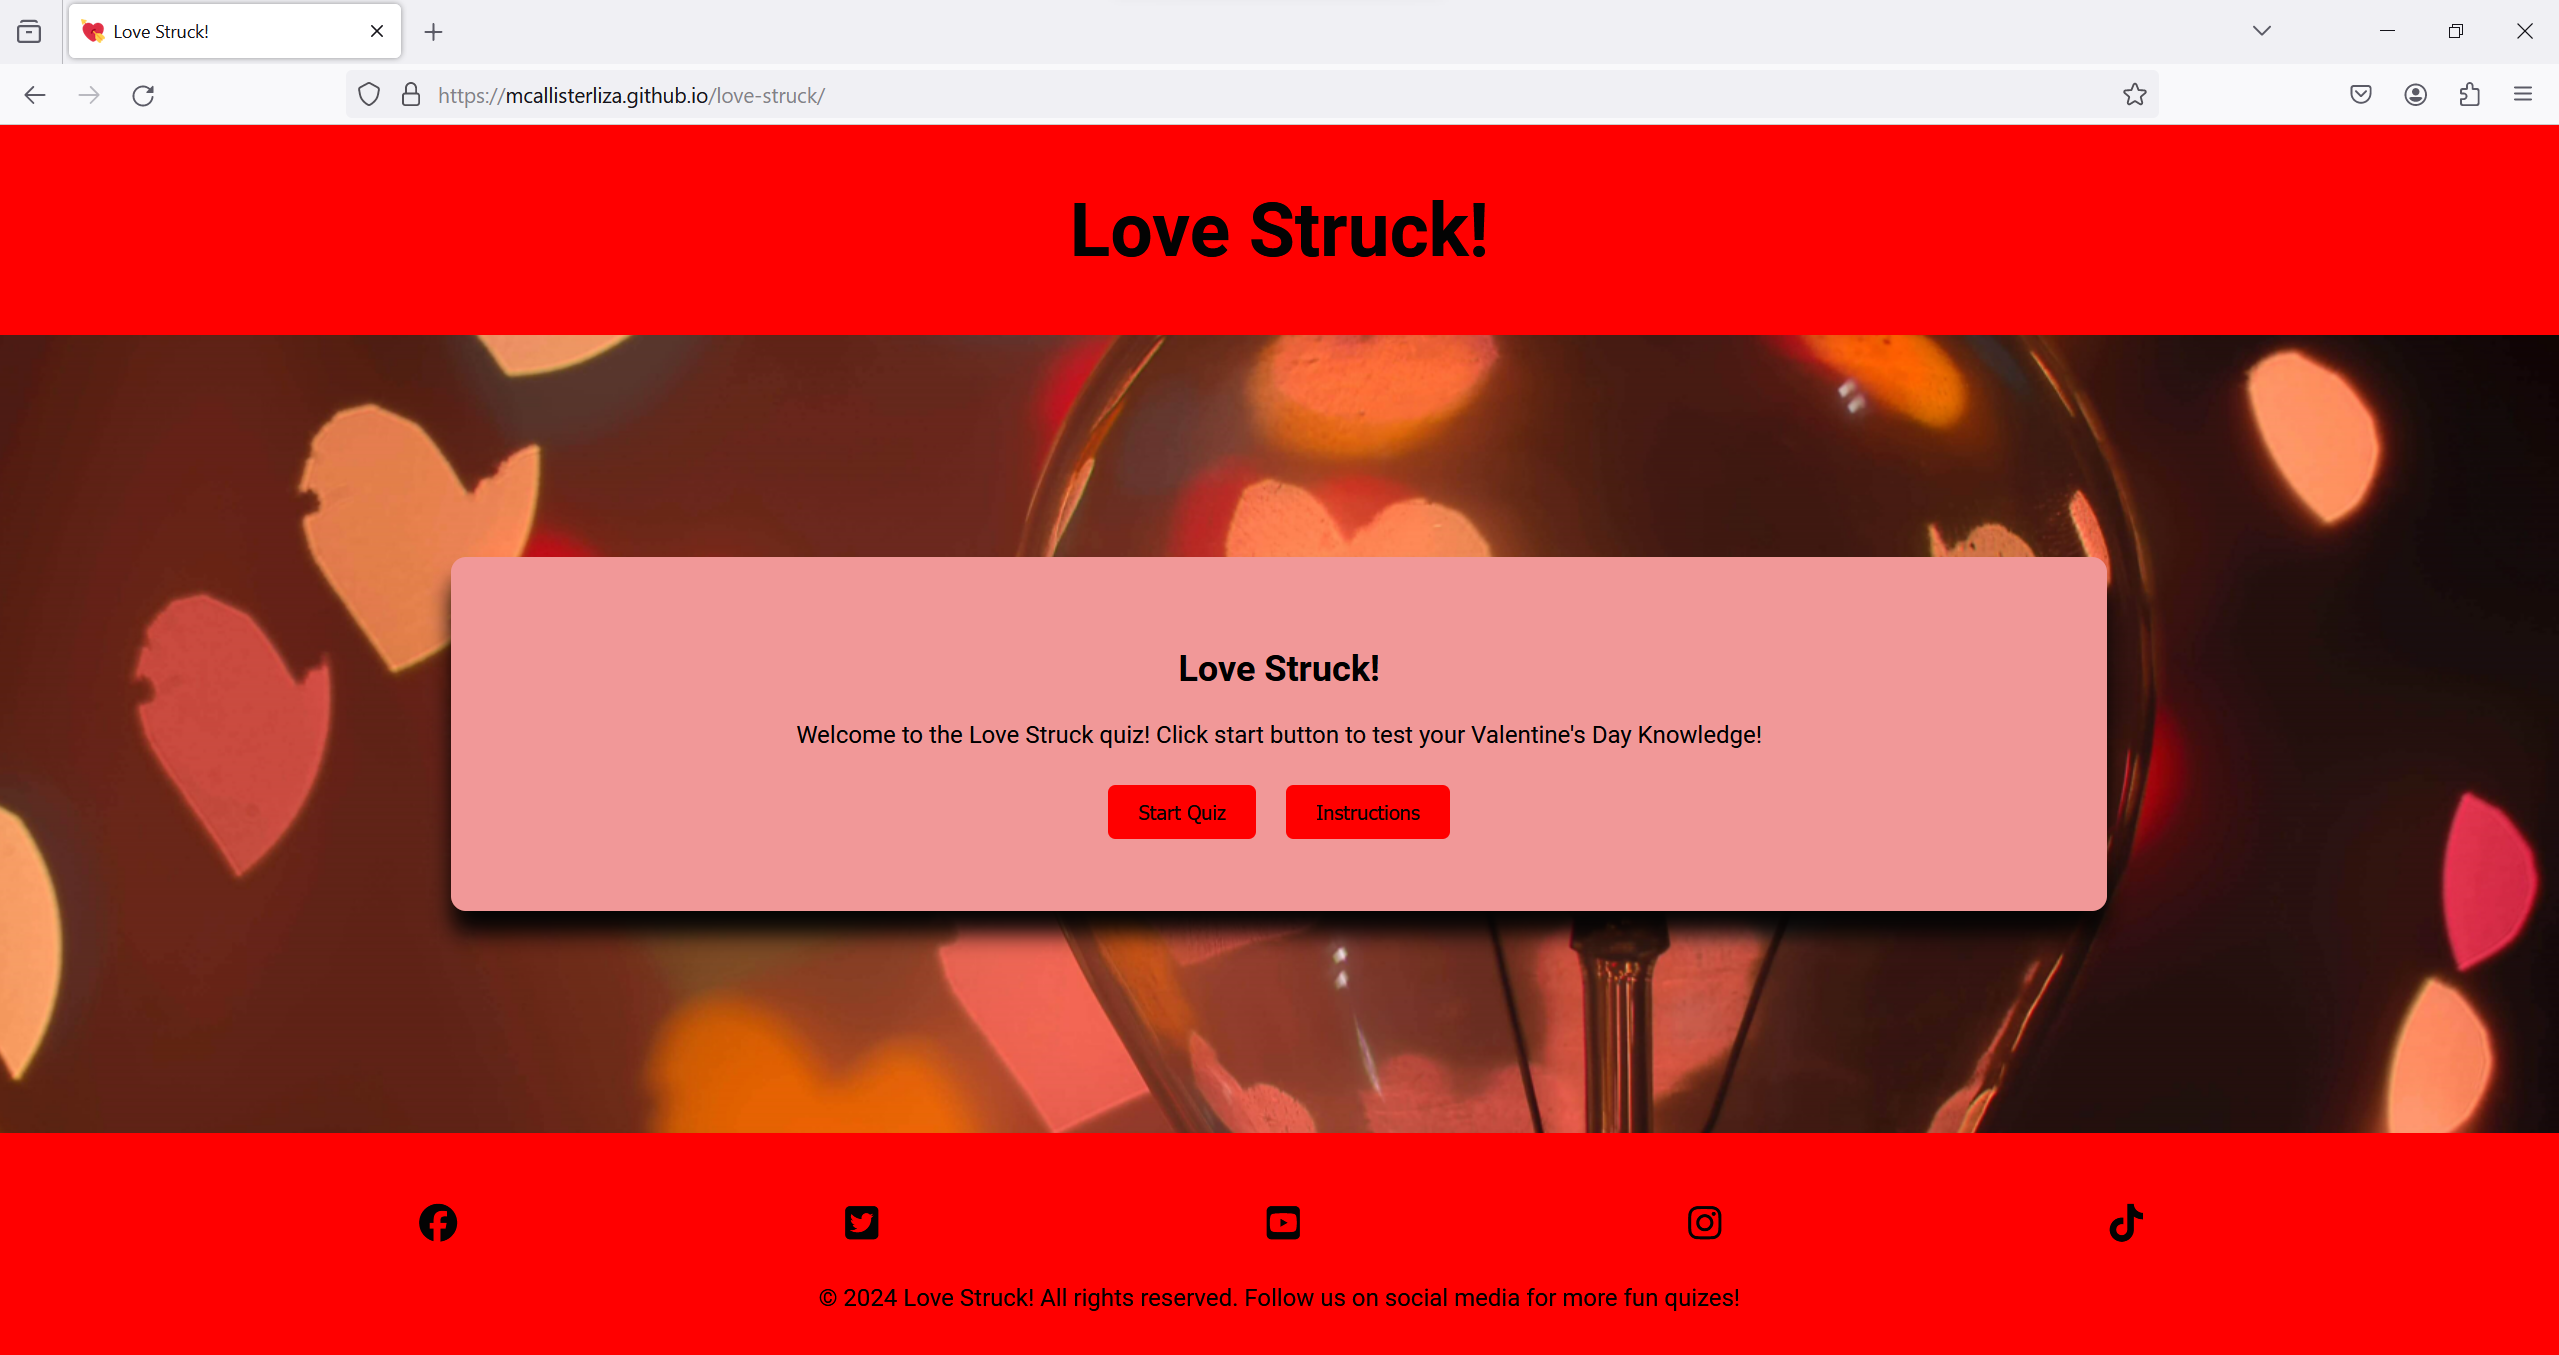 Love Struck!
https://mcallisterliza.github.io/love-struck/
Love Struck!
Love Struck!
Welcome to the Love Struck quiz! Click start button to test your Valentine's Day Knowledge!
Start Quiz Instructions
© 2024 Love Struck! All rights reserved. Follow us on social media for more fun quizes!